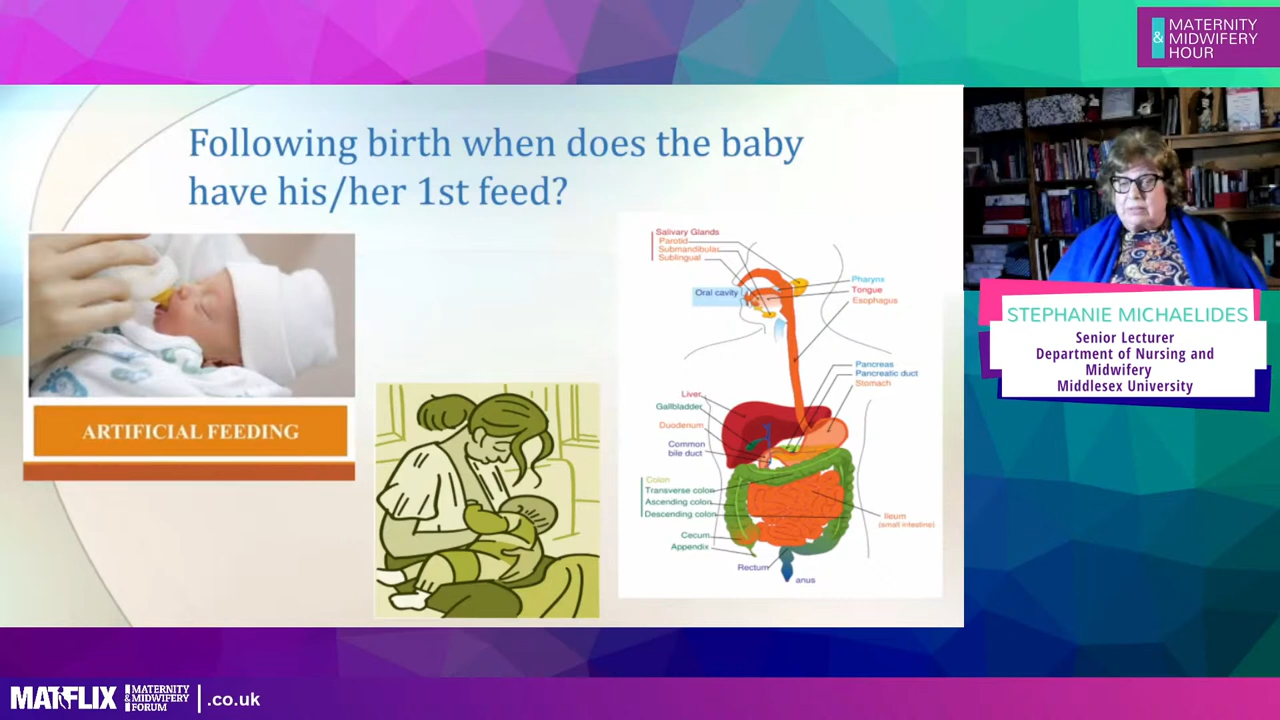 &
MATERNITY
MIDWIFERY
HOUR
Following birth when does the baby
have his/her 1st feed?
ARTIFICIAL FEEDING
Salivary Glands
Parotid
Submandibular
Sublingual
Oral cavity
Pharynx
Tongue
Esophagus
Pancreas
Pancreatic duct
Stomach
Liver
Gallbladder
Duodenum
Common
bile duct
Colon
Transverse colon
Ascending colon
Descending colon
Cecum
Appendix
Rectum
anus
Ileum
(small intestine)
STEPHANIE MICHAELIDES
Senior Lecturer
Department of Nursing and
Midwifery
Middlesex University
MATFLIX
MATERNITY
& MIDWIFERY
FORUM
.co.uk